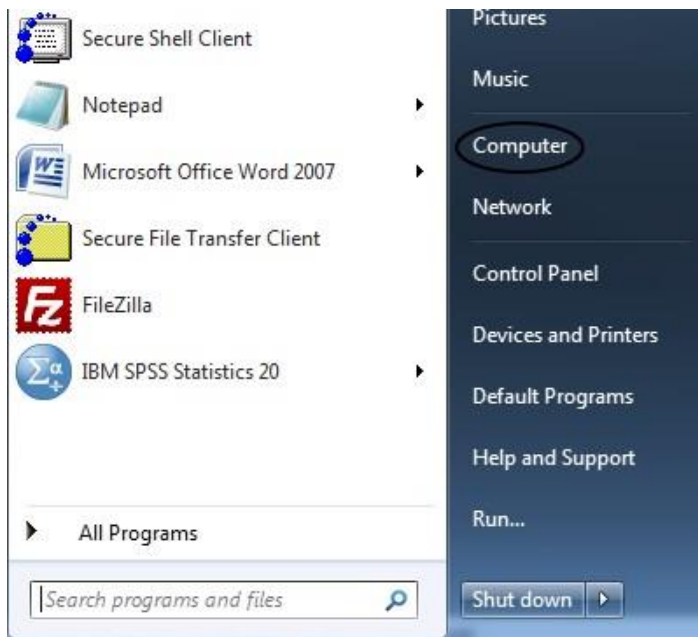 Secure Shell Client
Notepad
Microsoft Office Word 2007
Secure File Transfer Client
FileZilla
IBM SPSS Statistics 20
All Programs
Search programs and files
Pictures
Music
Computer
Network
Control Panel
Devices and Printers
Default Programs
Help and Support
Run...
Shut down